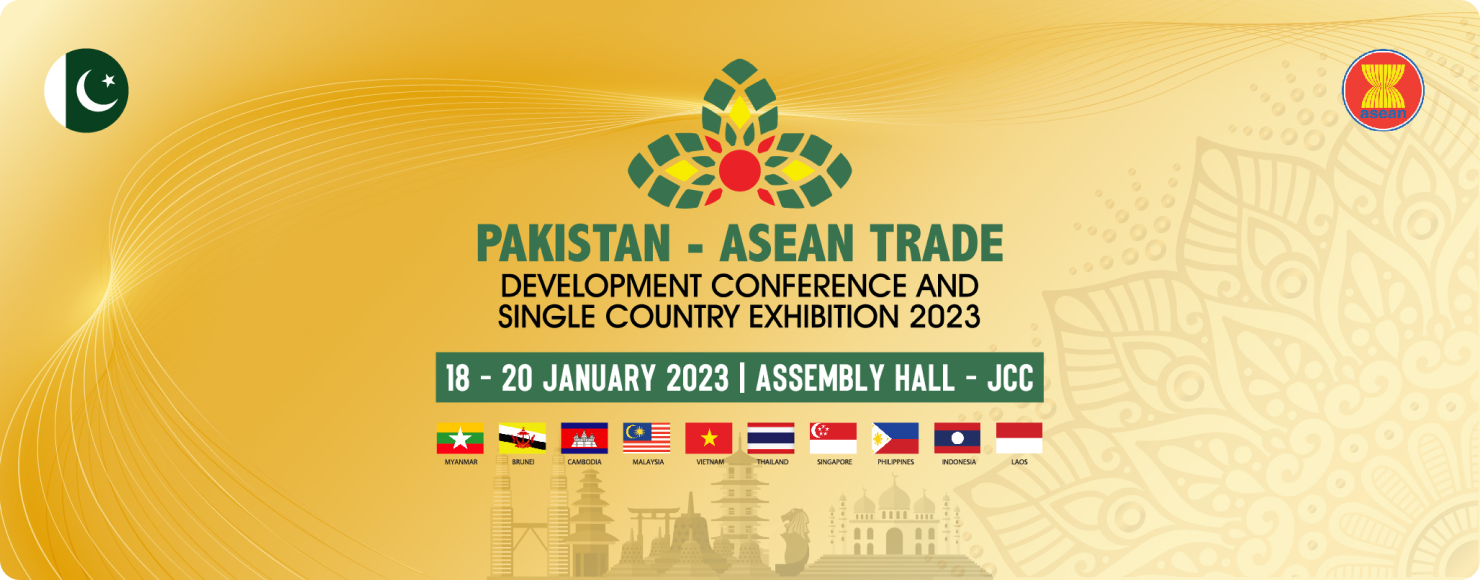 asean
PAKISTAN - ASEAN TRADE
DEVELOPMENT CONFERENCE AND
SINGLE COUNTRY EXHIBITION 2023
18 - 20 JANUARY 2023 | ASSEMBLY HALL - JCC
MYANMAR BRUNEI CAMBODIA MALAYSIA VIETNAM THAILAND SINGAPORE PHILIPPINES INDONESIA LAOS